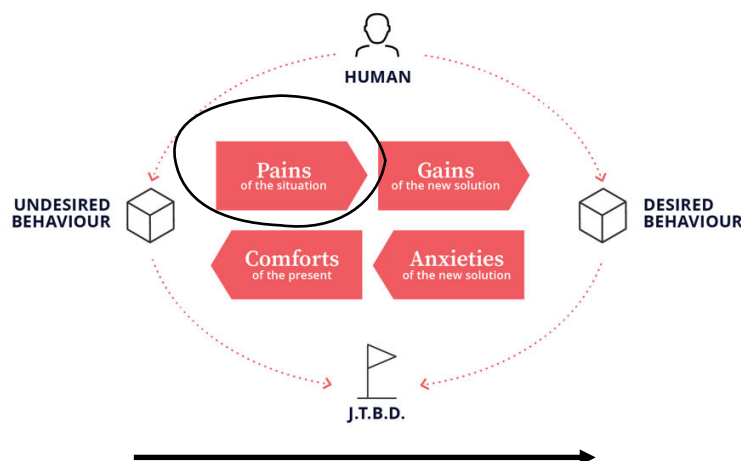 HUMAN
Pains
of the situation
Gains
of the new solution
UNDESIRED
BEHAVIOUR
DESIRED
BEHAVIOUR
Comforts
of the present
Anxieties
of the new solution
J.T.B.D.